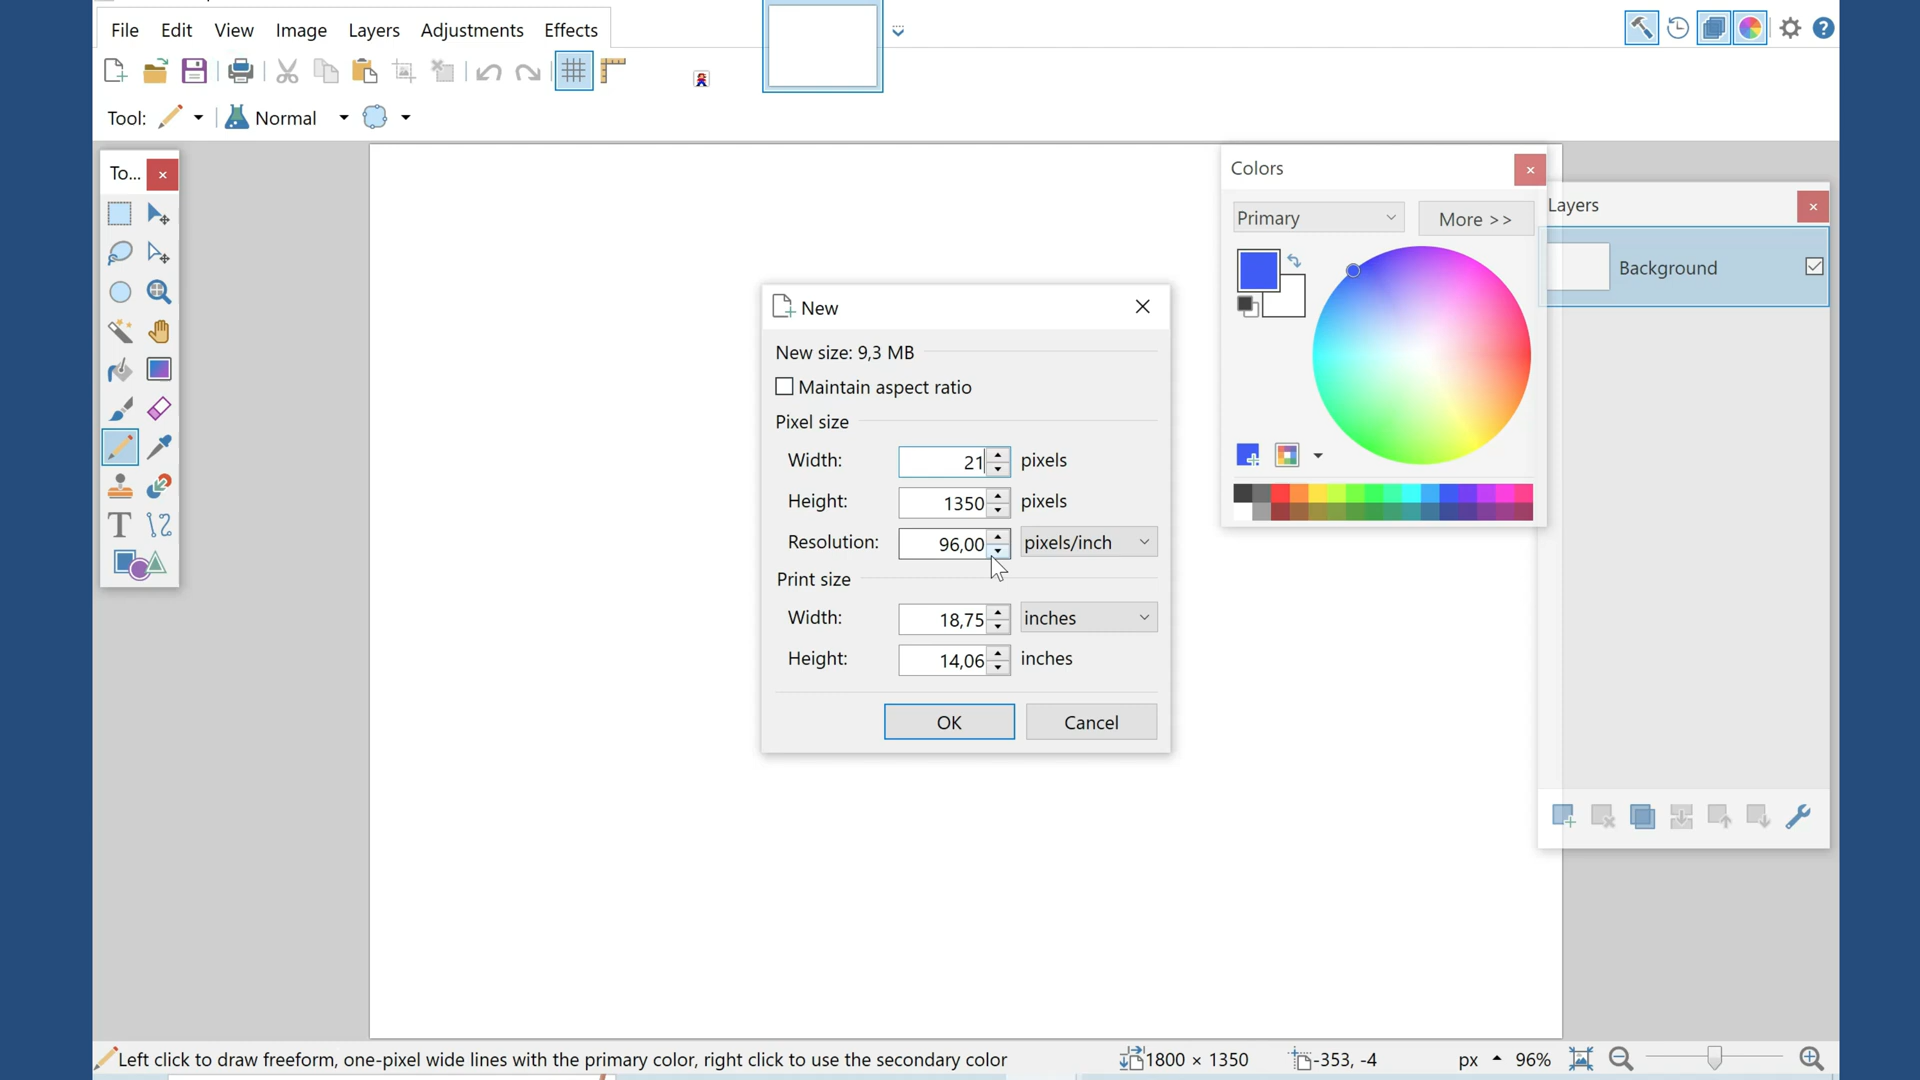 File Edit View Image Layers Adjustments Effects
Tool: Normal
To...
Colors
Primary More >>
Layers
Background
New
New size: 9,3 MB
Maintain aspect ratio
Pixel size
Width: 21 pixels
Height: 1350 pixels
Resolution: 96,00 pixels/inch
Print size
Width: 18,75 inches
Height: 14,06 inches
OK Cancel
Left click to draw freeform, one-pixel wide lines with the primary color, right click to use the secondary color 1800 × 1350 -353, -4 px 96%